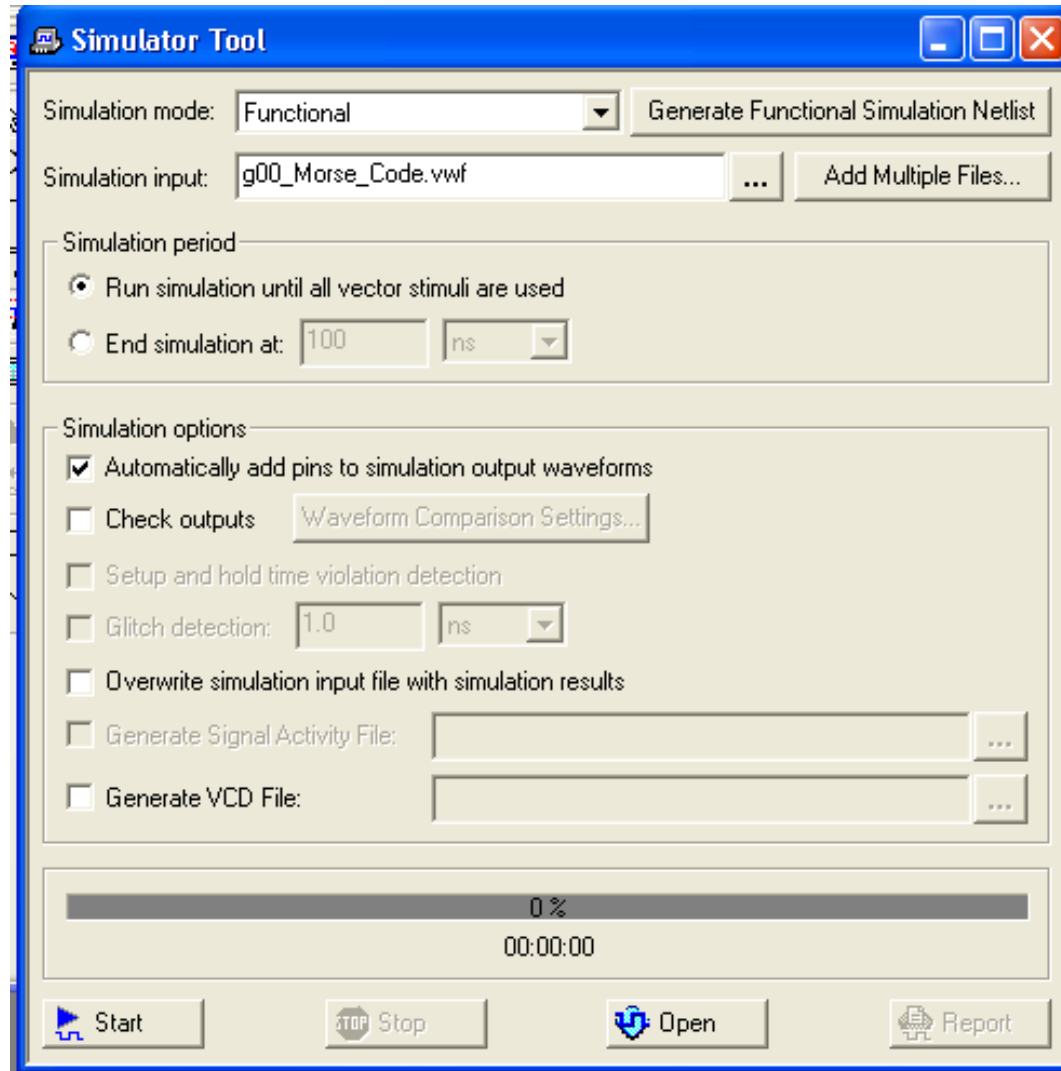 Simulator Tool
Simulation mode: Functional Generate Functional Simulation Netlist
Simulation input: g00_Morse_Code.vwf ... Add Multiple Files...
Simulation period
Run simulation until all vector stimuli are used
End simulation at: 100 ns
Simulation options
Automatically add pins to simulation output waveforms
Check outputs Waveform Comparison Settings...
Setup and hold time violation detection
Glitch detection: 1.0 ns
Overwrite simulation input file with simulation results
Generate Signal Activity File: ...
Generate VCD File: ...
0 %
00:00:00
Start STOP Stop Open Report